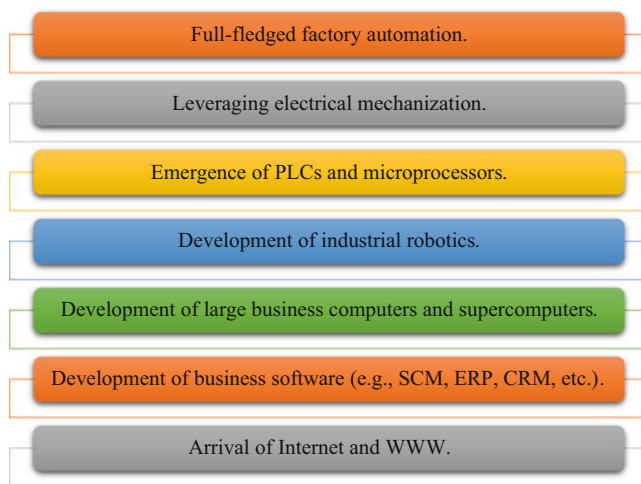 Full-fledged factory automation.
Leveraging electrical mechanization.
Emergence of PLCs and microprocessors.
Development of industrial robotics.
Development of large business computers and supercomputers.
Development of business software (e.g., SCM, ERP, CRM, etc.).
Arrival of Internet and WWW.